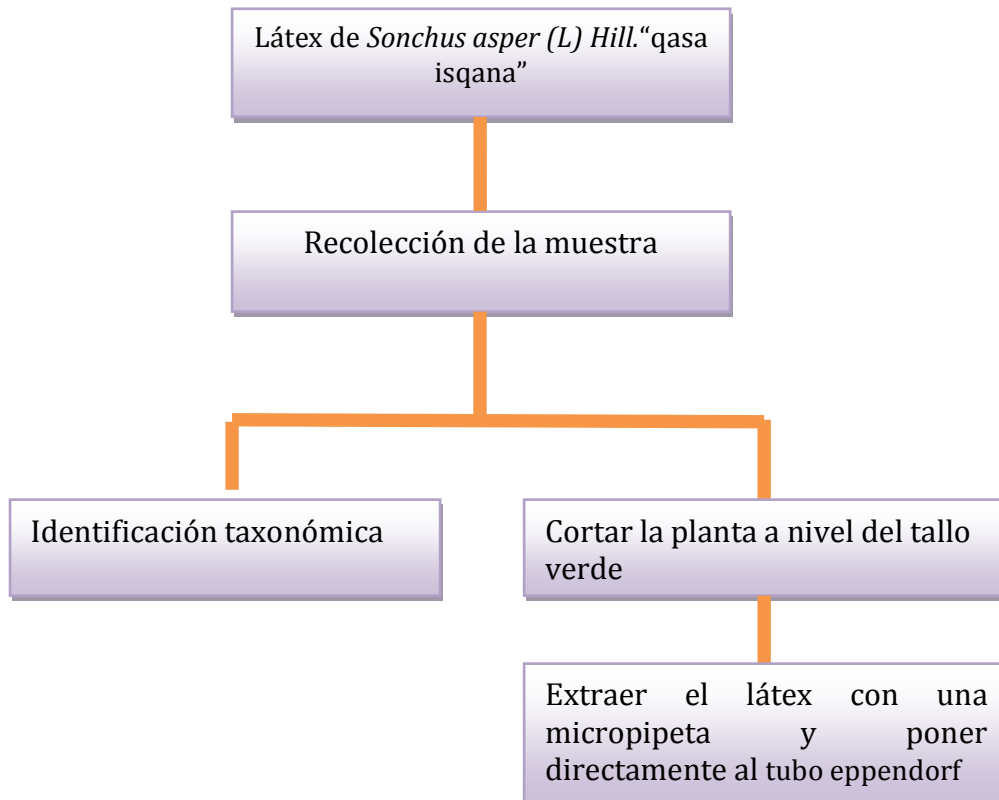 Látex de Sonchus asper (L) Hill.“qasa
isqana”
Recolección de la muestra
Identificación taxonómica
Cortar la planta a nivel del tallo
verde
Extraer el látex con una
micropipeta y poner
directamente al tubo eppendorf